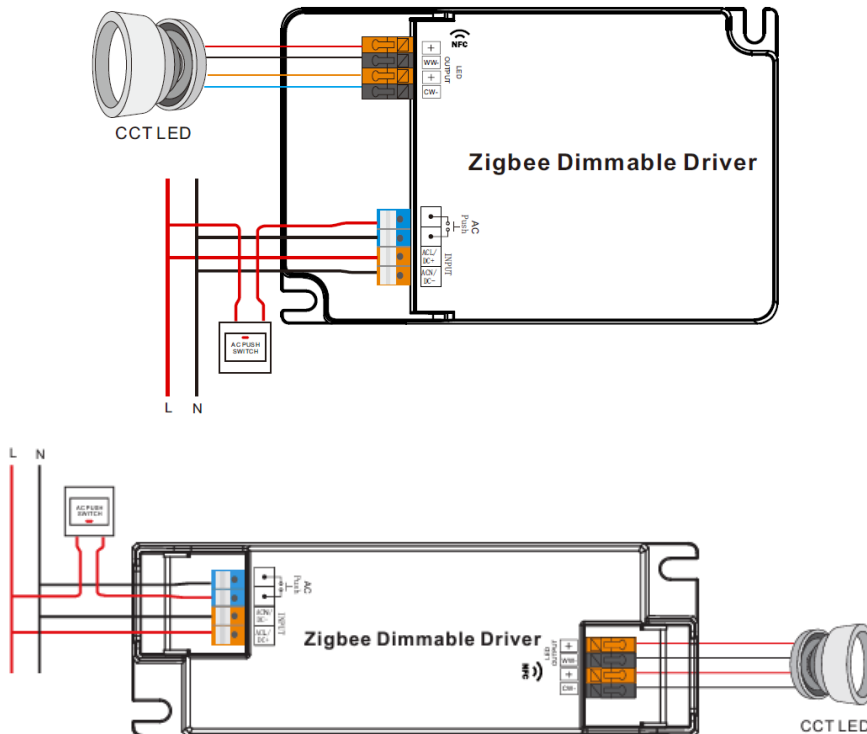 NFC
+
WW-
+
CW-
LED
OUTPUT
CCT LED
Zigbee Dimmable Driver
AC
Push
ACL/
DC+
ACN/
DC-
INPUT
AC PUSH
SWITCH
L N
L N
AC PUSH
SWITCH
AC
Push
ACN/
DC-
ACL/
DC+
INPUT
Zigbee Dimmable Driver
NFC
LED
OUTPUT
+
WW-
+
CW-
CCT LED